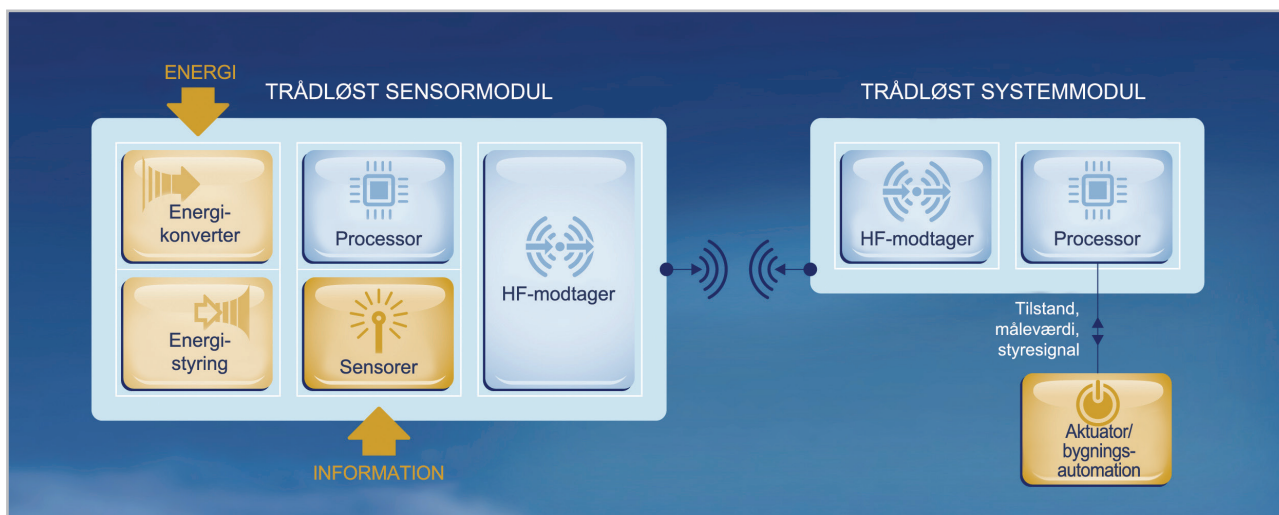 ENERGI
TRÅDLØST SENSORMODUL
Energi-
konverter
Processor
HF-modtager
Energi-
styring
Sensorer
INFORMATION
TRÅDLØST SYSTEMMODUL
HF-modtager
Processor
Tilstand,
måleværdi,
styresignal
Aktuator/
bygnings-
automation